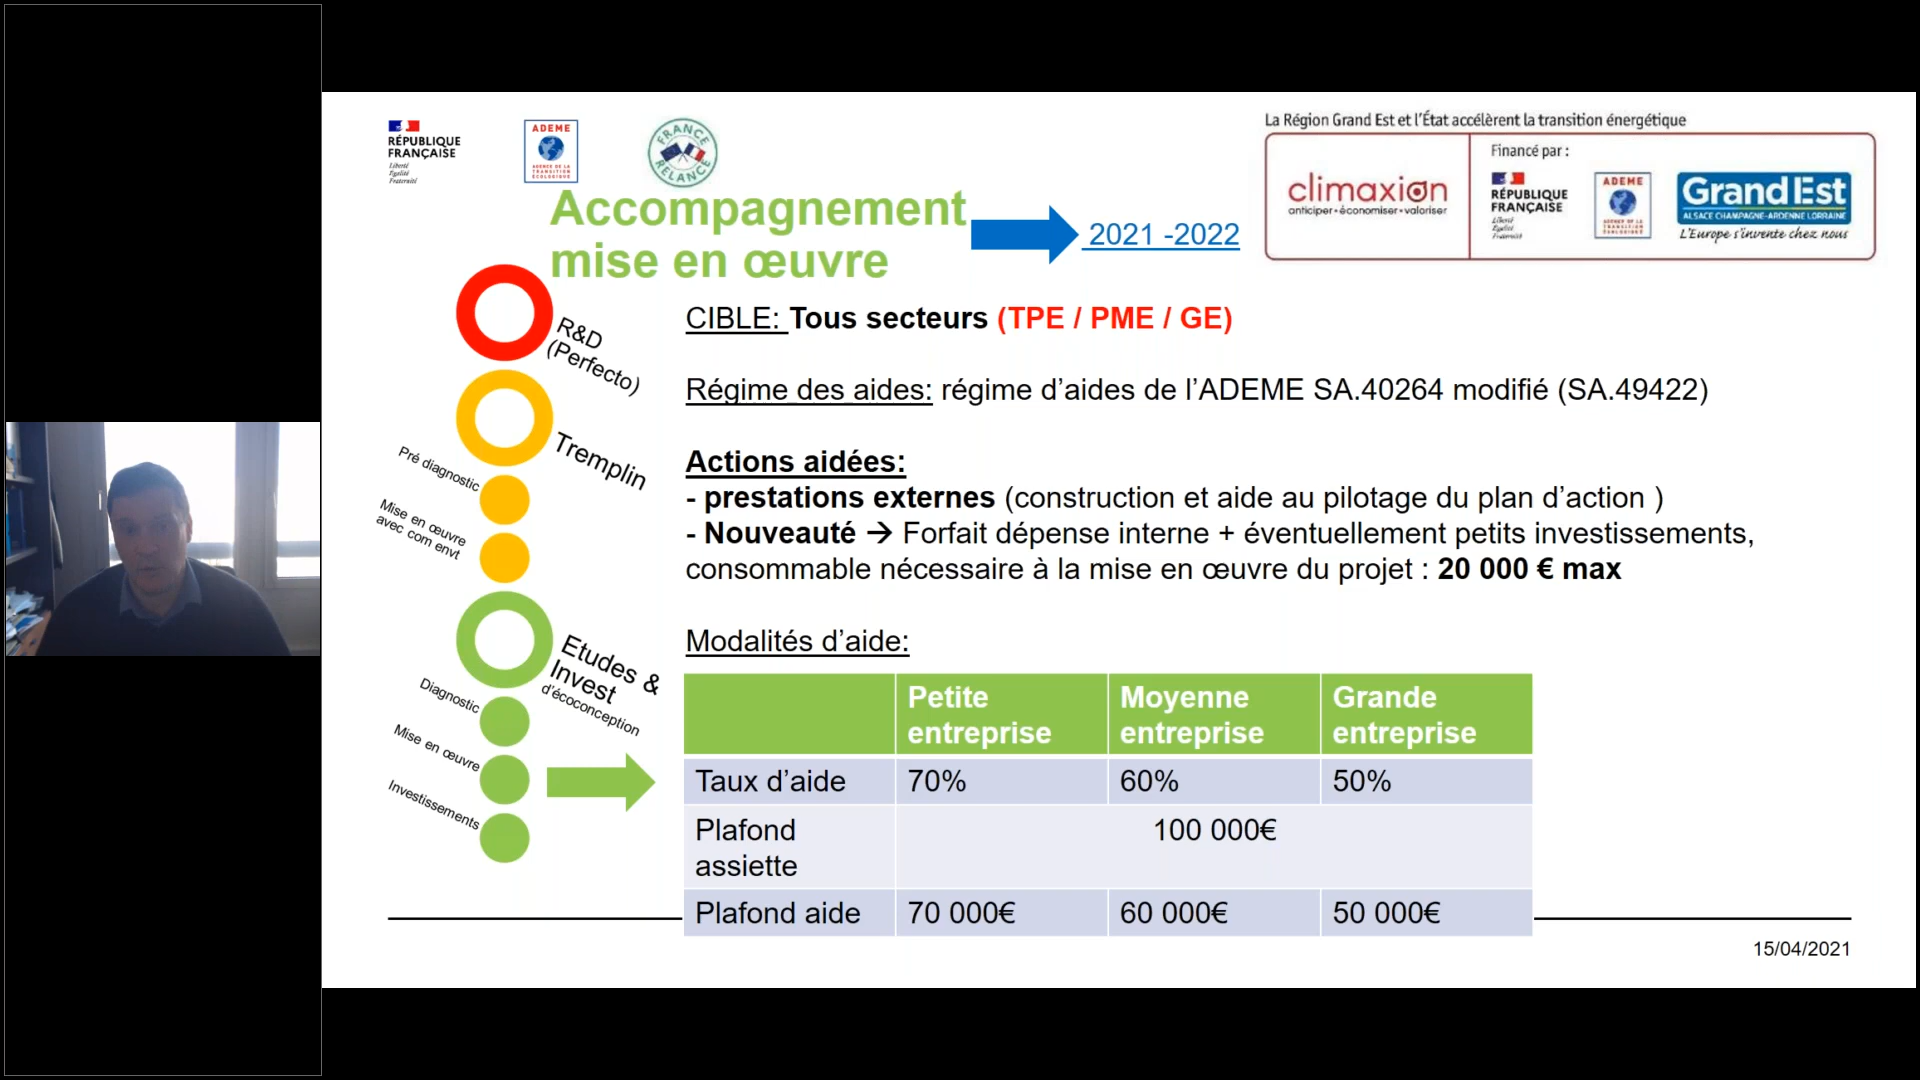 RÉPUBLIQUE
FRANÇAISE
Liberté
Égalité
Fraternité
ADEME
AGENCE DE LA
TRANSITION
ÉCOLOGIQUE
FRANCE
RELANCE
La Région Grand Est et l'État accélèrent la transition énergétique
climaxion
anticiper • économiser • valoriser
Financé par :
RÉPUBLIQUE
FRANÇAISE
Liberté
Égalité
Fraternité
ADEME
AGENCE DE LA
TRANSITION
ÉCOLOGIQUE
GrandEst
ALSACE CHAMPAGNE-ARDENNE LORRAINE
L'Europe s'invente chez nous
Accompagnement
mise en œuvre
2021 -2022
R&D
(Perfecto)
Tremplin
Pré diagnostic
Mise en œuvre
avec com envt
Etudes &
Invest
d'écoconception
Diagnostic
Mise en œuvre
Investissements
CIBLE: Tous secteurs (TPE / PME / GE)
Régime des aides: régime d’aides de l’ADEME SA.40264 modifié (SA.49422)
Actions aidées:
- prestations externes (construction et aide au pilotage du plan d’action )
- Nouveauté → Forfait dépense interne + éventuellement petits investissements,
consommable nécessaire à la mise en œuvre du projet : 20 000 € max
Modalités d’aide:
Petite
entreprise
Moyenne
entreprise
Grande
entreprise
Taux d’aide 70% 60% 50%
Plafond
assiette
100 000€
Plafond aide 70 000€ 60 000€ 50 000€
15/04/2021